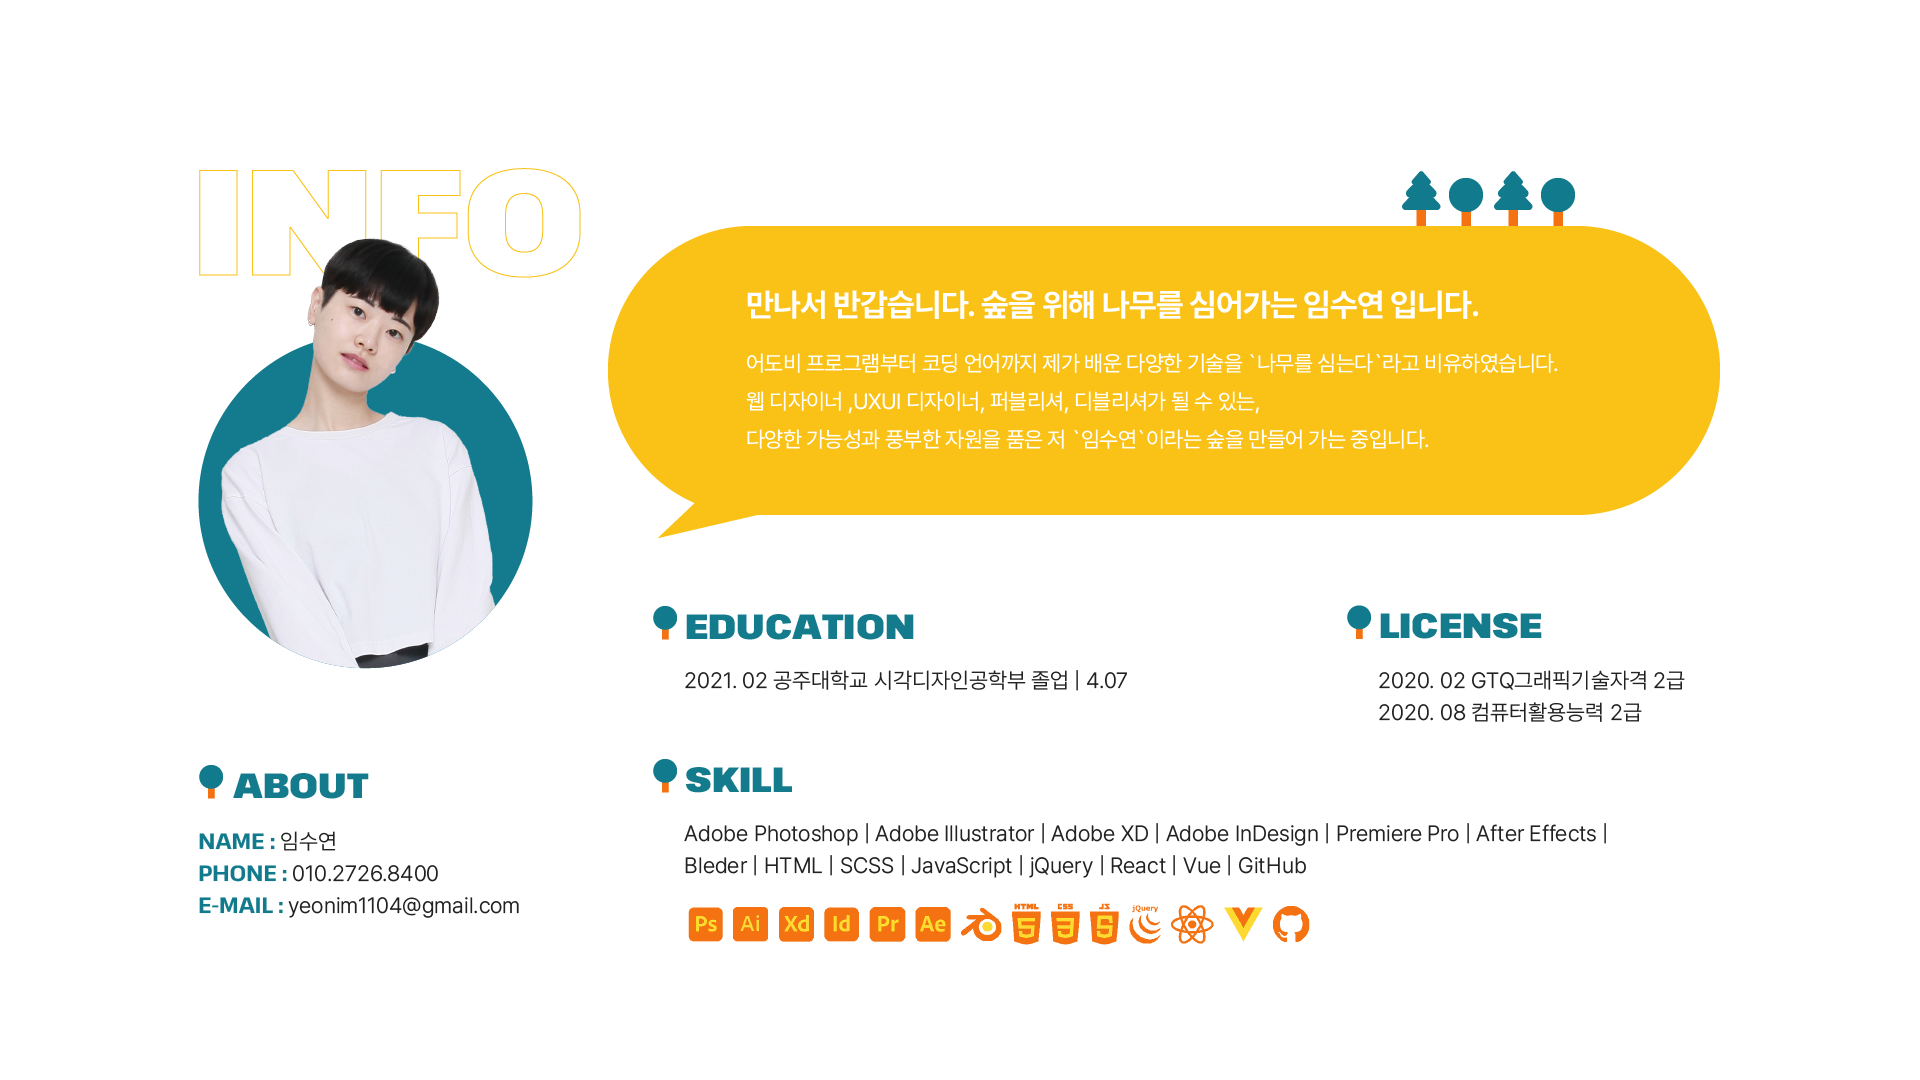 INFO
만나서 반갑습니다. 숲을 위해 나무를 심어가는 임수연 입니다.
어도비 프로그램부터 코딩 언어까지 제가 배운 다양한 기술을 `나무를 심는다`라고 비유하였습니다.
웹 디자이너 ,UXUI 디자이너, 퍼블리셔, 디블리셔가 될 수 있는,
다양한 가능성과 풍부한 자원을 품은 저 `임수연`이라는 숲을 만들어 가는 중입니다.
EDUCATION
2021. 02 공주대학교 시각디자인공학부 졸업 | 4.07
LICENSE
2020. 02 GTQ그래픽기술자격 2급
2020. 08 컴퓨터활용능력 2급
ABOUT
NAME : 임수연
PHONE : 010.2726.8400
E-MAIL : yeonim1104@gmail.com
SKILL
Adobe Photoshop | Adobe Illustrator | Adobe XD | Adobe InDesign | Premiere Pro | After Effects |
Bleder | HTML | SCSS | JavaScript | jQuery | React | Vue | GitHub
Ps Ai Xd Id Pr Ae HTML 5 CSS 3 JS 5 jQuery